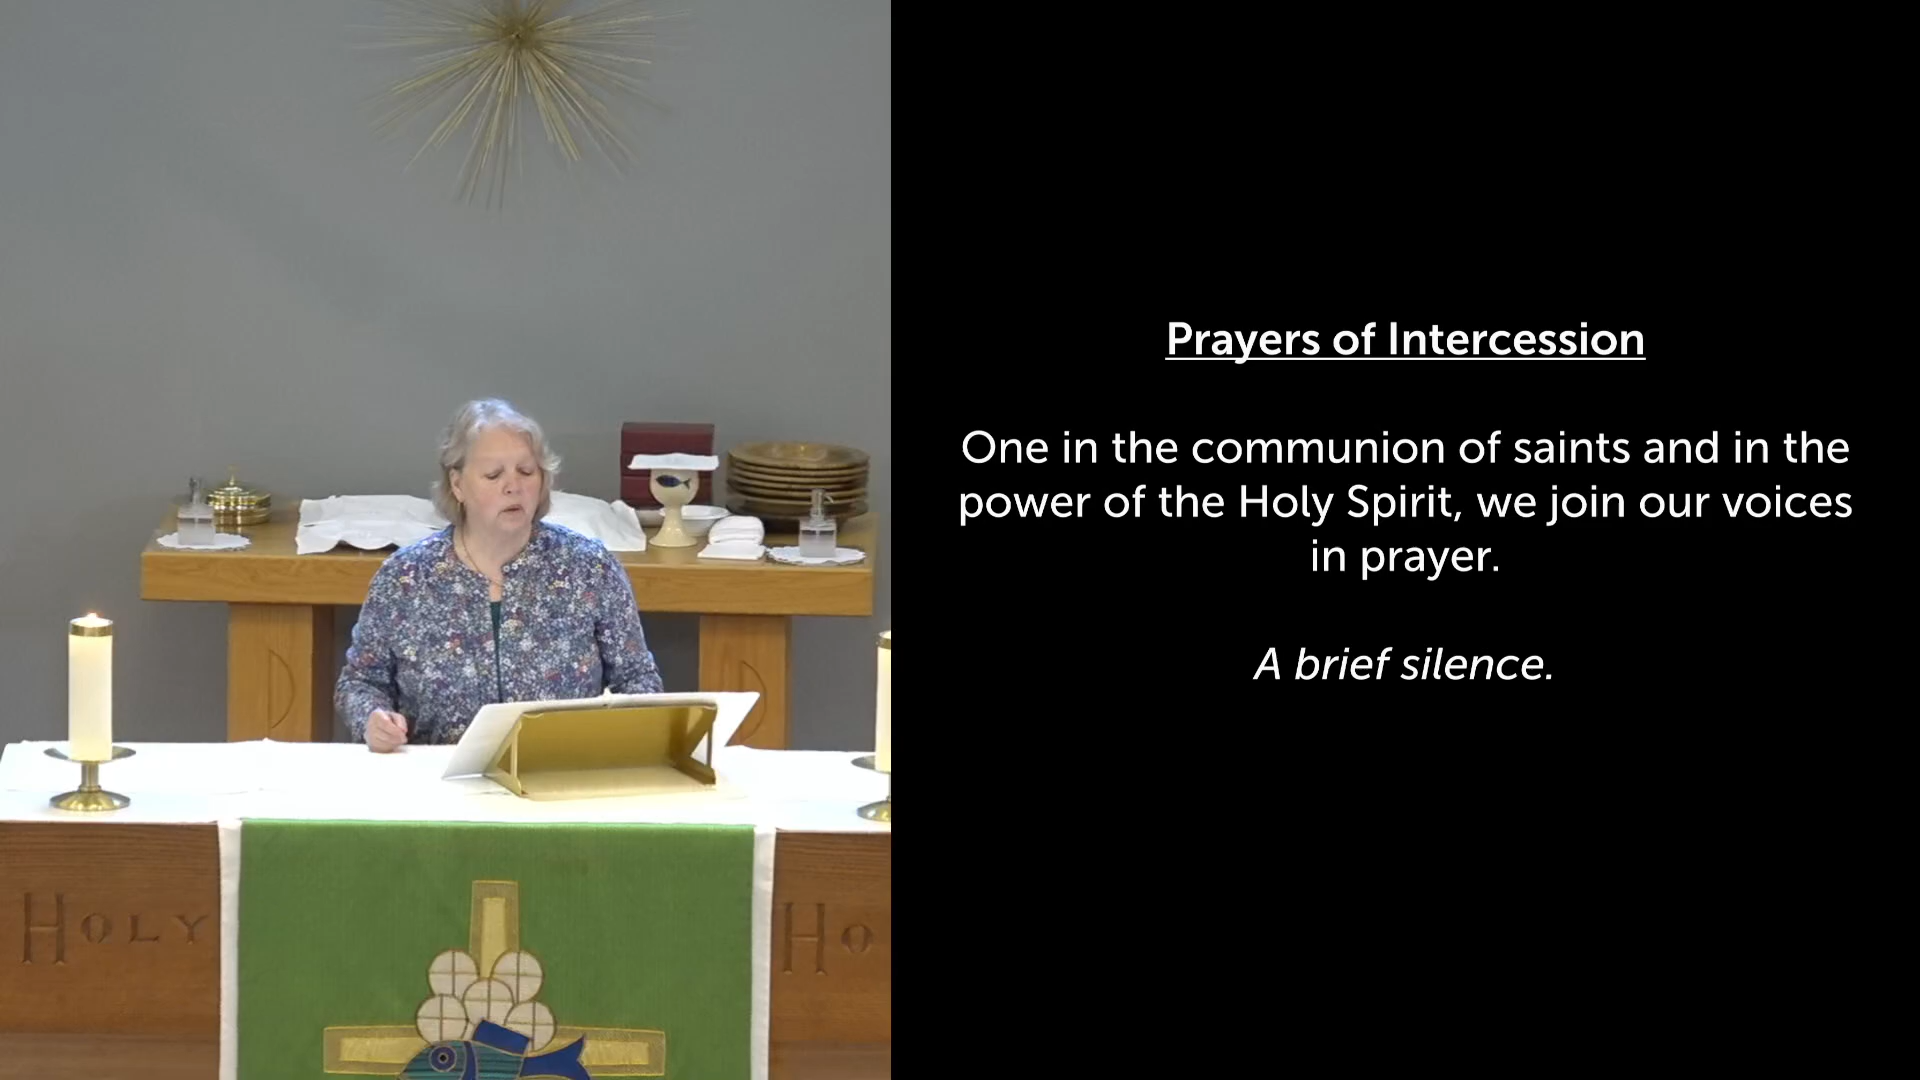 Prayers of Intercession
One in the communion of saints and in the
power of the Holy Spirit, we join our voices
in prayer.
A brief silence.
HOLY
HO